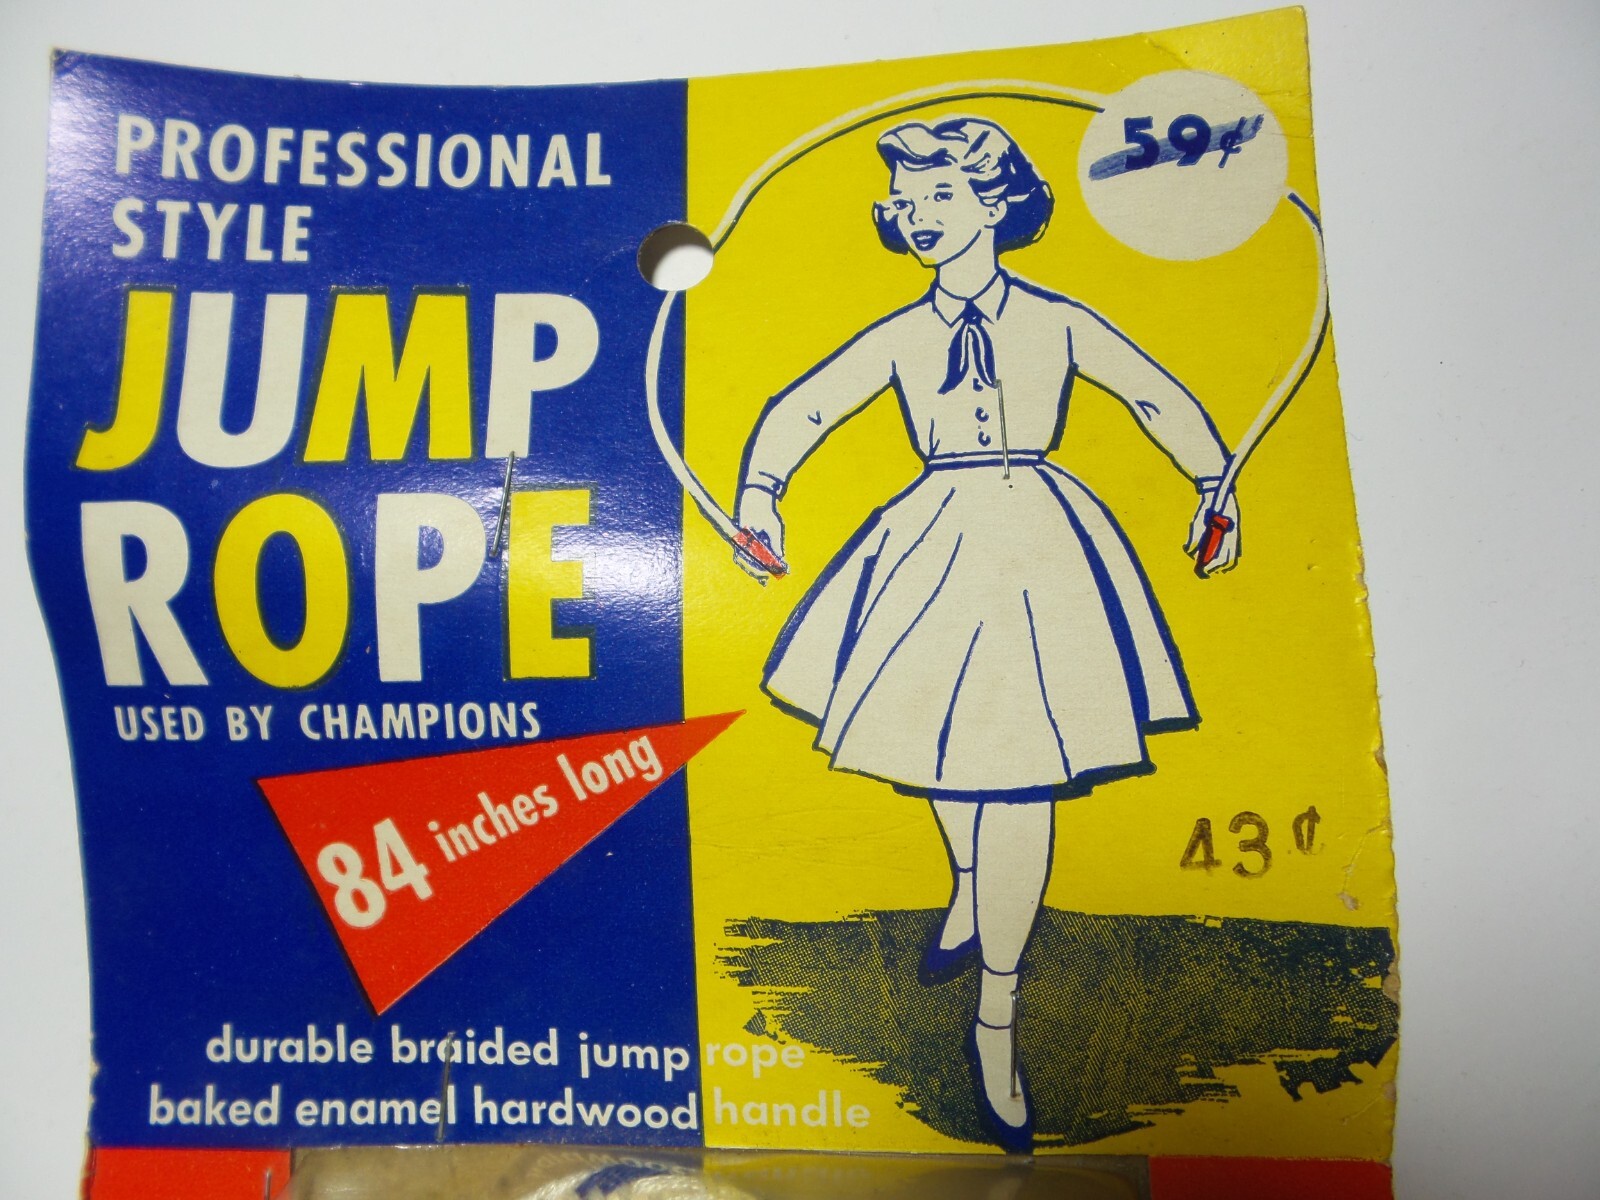 PROFESSIONAL
STYLE
JUMP
ROPE
USED BY CHAMPIONS
84 inches long
59¢
43¢
durable braided jump rope
baked enamel hardwood handle